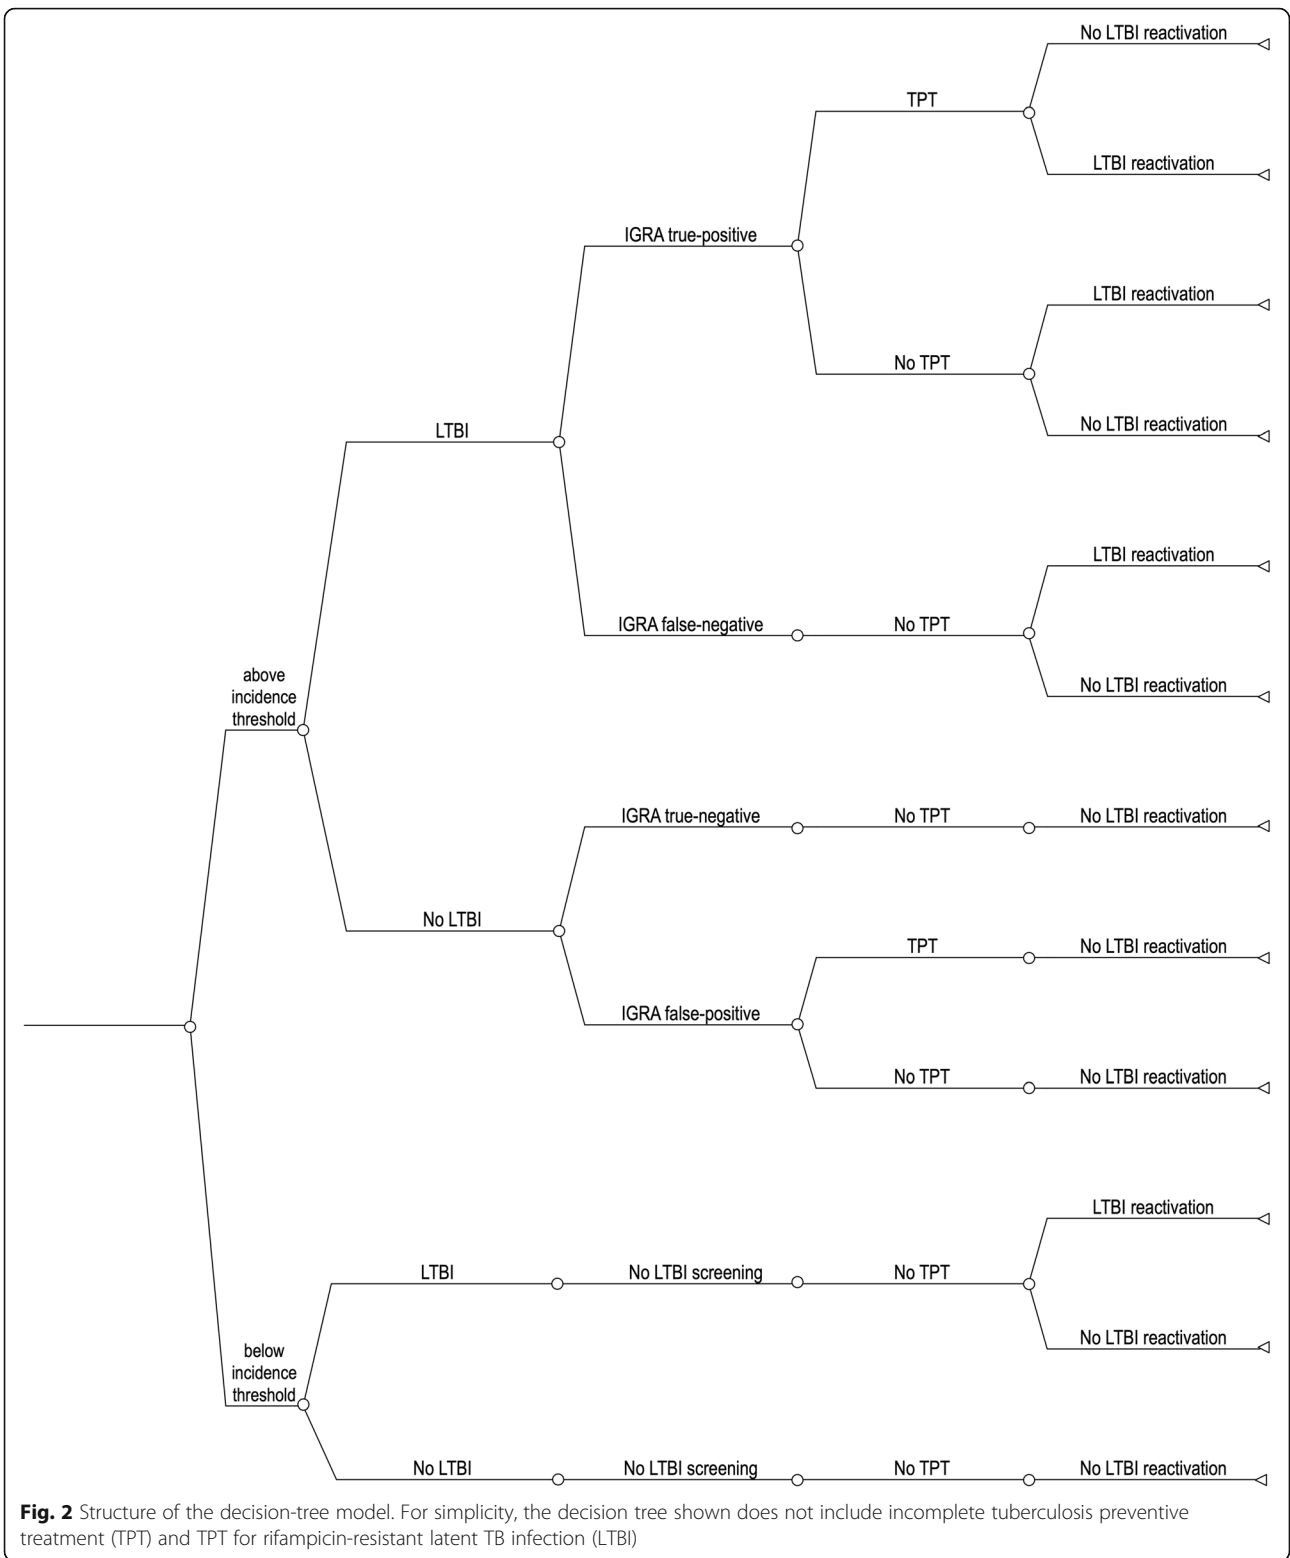 No LTBI reactivation
TPT
LTBI reactivation
IGRA true-positive
LTBI reactivation
No TPT
No LTBI reactivation
LTBI
LTBI reactivation
IGRA false-negative
No TPT
No LTBI reactivation
above
incidence
threshold
IGRA true-negative
No TPT
No LTBI reactivation
No LTBI
TPT
No LTBI reactivation
IGRA false-positive
No TPT
No LTBI reactivation
LTBI reactivation
LTBI
No LTBI screening
No TPT
No LTBI reactivation
below
incidence
threshold
No LTBI
No LTBI screening
No TPT
No LTBI reactivation
Fig. 2 Structure of the decision-tree model. For simplicity, the decision tree shown does not include incomplete tuberculosis preventive
treatment (TPT) and TPT for rifampicin-resistant latent TB infection (LTBI)